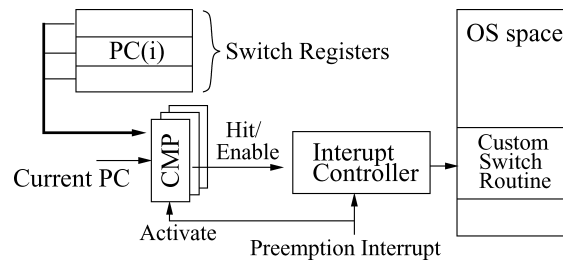 PC(i)
Switch Registers
OS space
Hit/
Enable
CMP
Current PC
Interupt
Controller
Custom
Switch
Routine
Activate
Preemption Interrupt